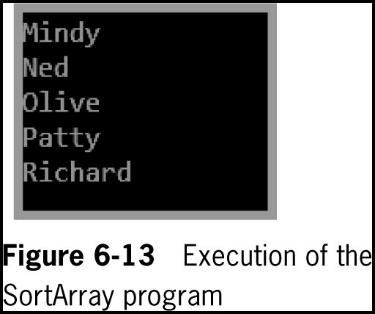 Mindy
Ned
Olive
Patty
Richard
Figure 6-13 Execution of the
SortArray program